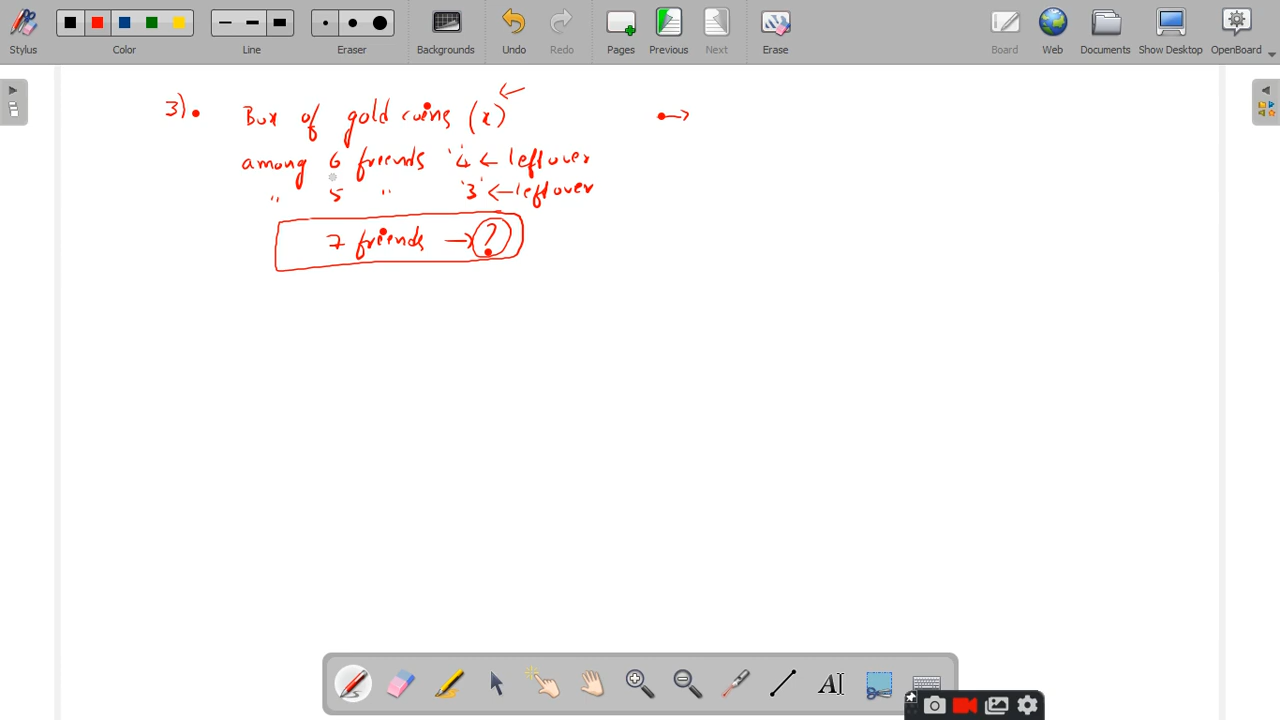 Stylus
Color
Line
Eraser
Backgrounds
Undo
Redo
Pages
Previous
Next
Erase
Board
Web
Documents
Show Desktop
OpenBoard
3). Box of gold coins (x) ←
among 6 friends '4' ← leftover
" 5 " '3' ← leftover
7 friends → ?
→
AI